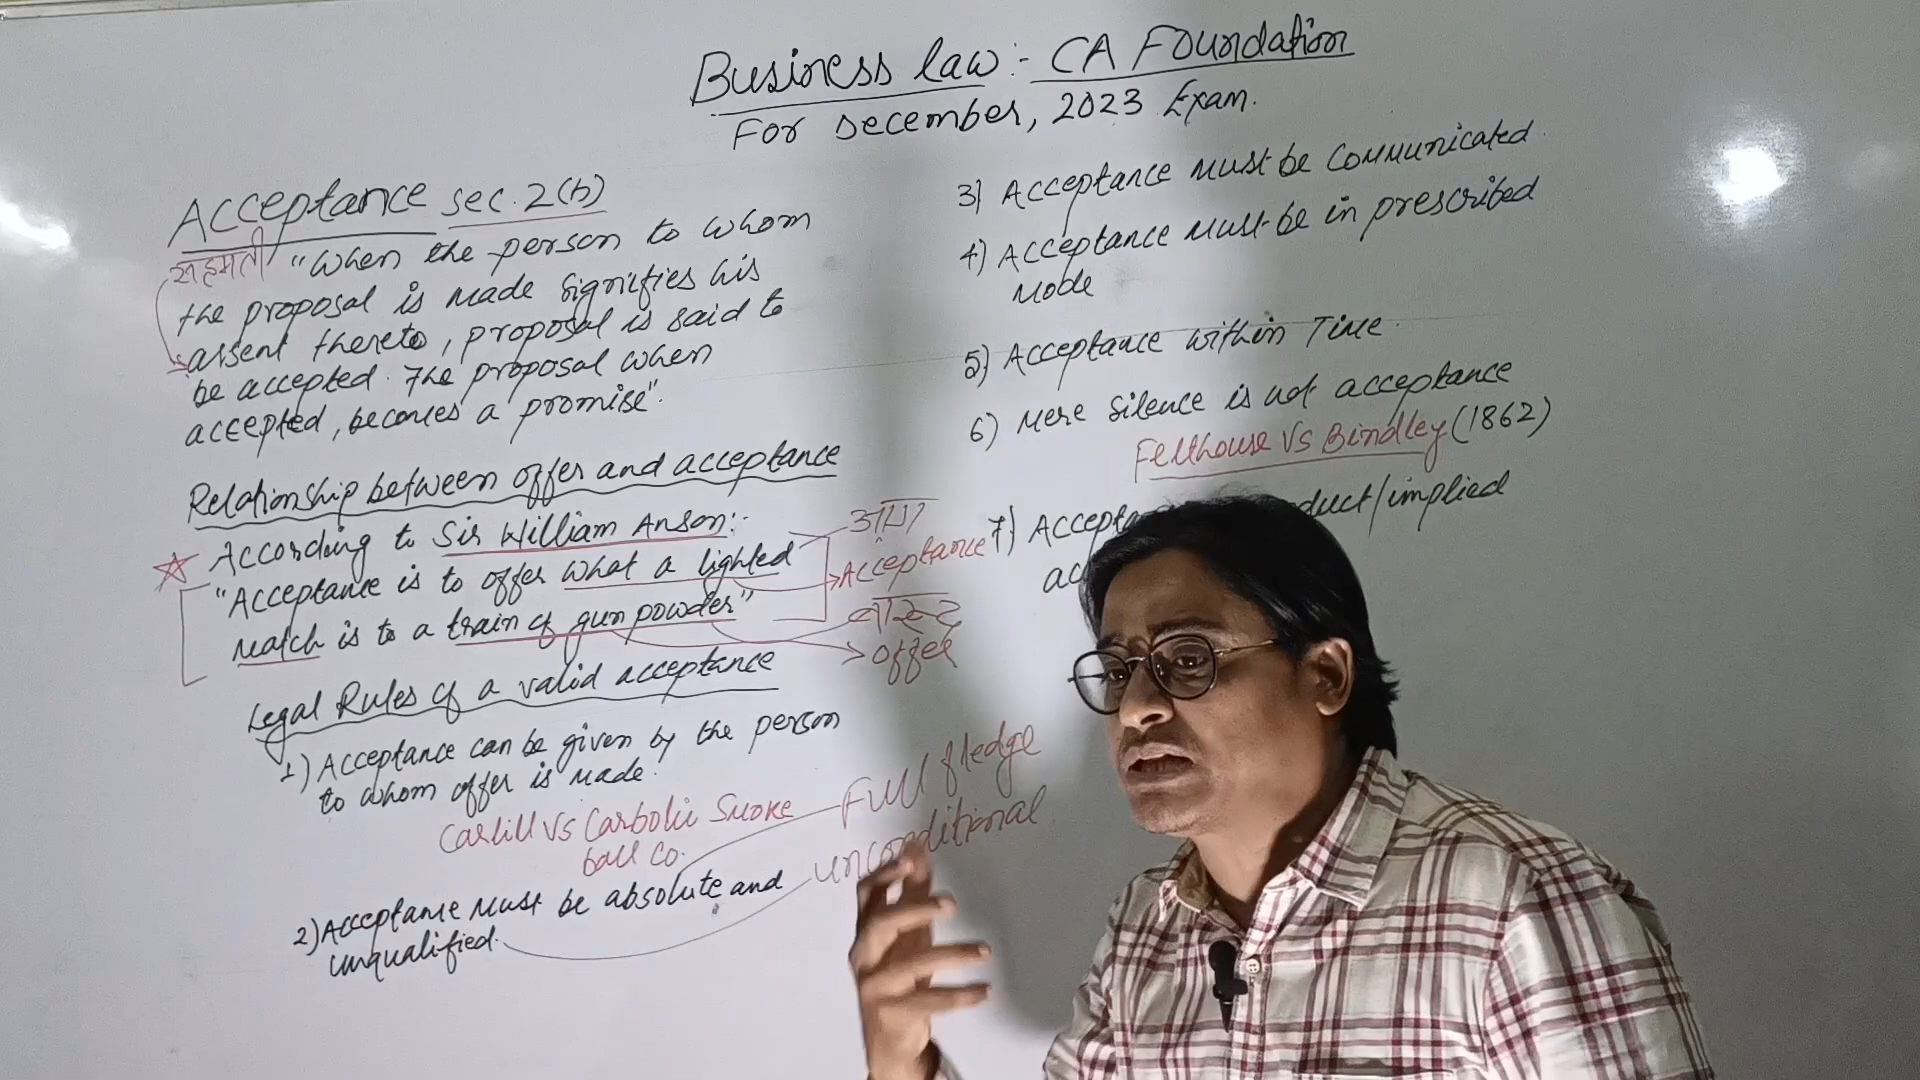 Business law :- CA Foundation
For December, 2023 Exam.
Acceptance sec. 2(b)
सहमती "When the person to whom
the proposal is made signifies his
assent thereto, proposal is said to
be accepted. The proposal when
accepted, becomes a promise".
Relationship between offer and acceptance
According to Sir William Anson:-
"Acceptance is to offer what a lighted
match is to a train of gun powder"
Acceptance
offer
Legal Rules of a valid acceptance
1) Acceptance can be given by the person
to whom offer is made.
Carlill vs Carbolic Smoke
ball Co.
2) Acceptance must be absolute and
unqualified.
Full fledge
unconditional
3) Acceptance must be communicated.
4) Acceptance must be in prescribed
Mode
5) Acceptance within Time.
6) Mere silence is not acceptance
Felthouse Vs Bindley (1862)
7) Accepta duct/implied
ac